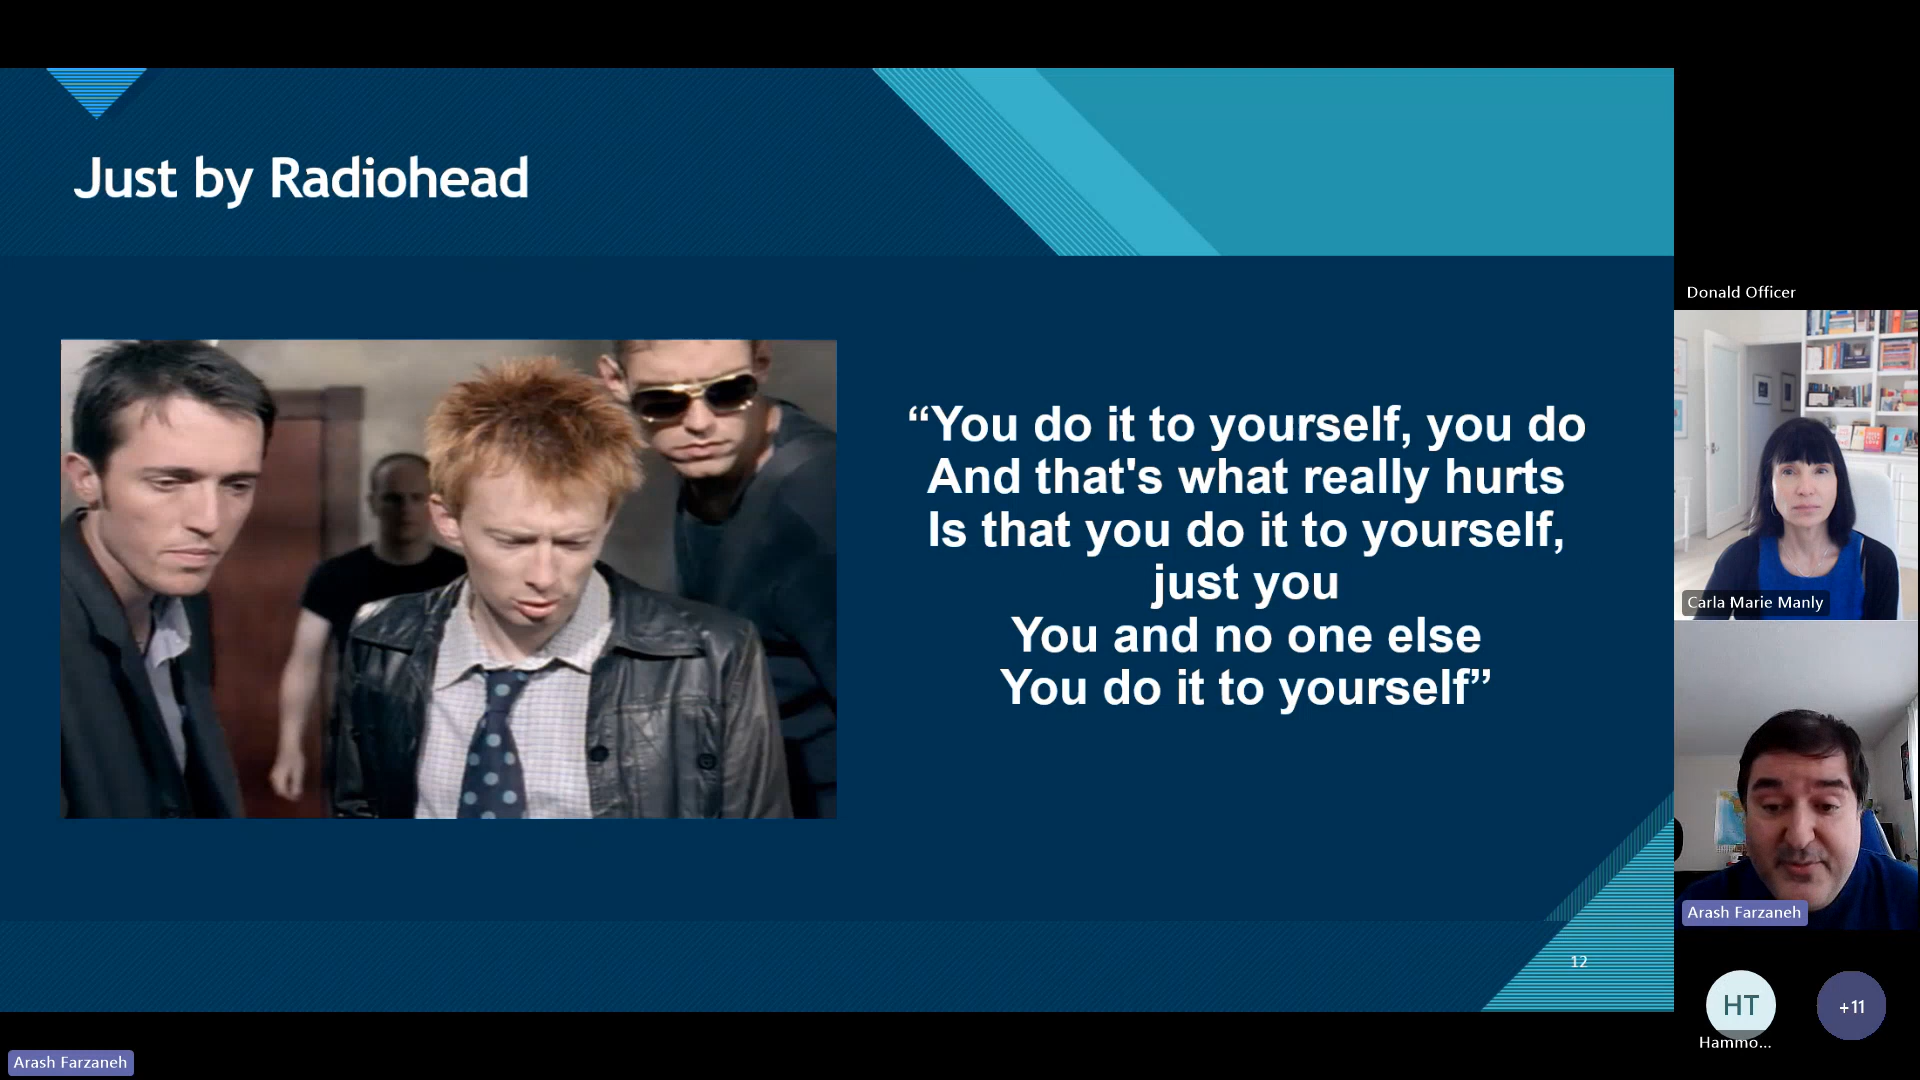 Just by Radiohead
“You do it to yourself, you do
And that's what really hurts
Is that you do it to yourself,
just you
You and no one else
You do it to yourself”
12
Donald Officer
Carla Marie Manly
Arash Farzaneh
HT
+11
Hammo...
Arash Farzaneh